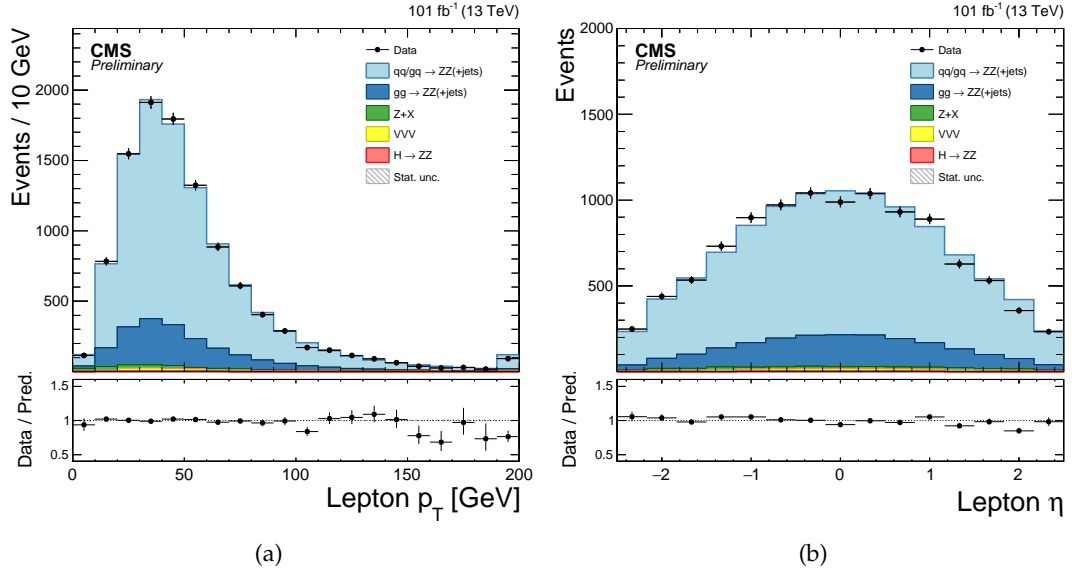 101 fb⁻¹ (13 TeV)
CMS
Preliminary
Data
qq/gq → ZZ(+jets)
gg → ZZ(+jets)
Z+X
VVV
H → ZZ
Stat. unc.
Events / 10 GeV
2000
1500
1000
500
Data / Pred.
1.5
1
0.5
0 50 100 150 200
Lepton p_T [GeV]
(a)
101 fb⁻¹ (13 TeV)
CMS
Preliminary
Data
qq/gq → ZZ(+jets)
gg → ZZ(+jets)
Z+X
VVV
H → ZZ
Stat. unc.
Events
2000
1500
1000
500
Data / Pred.
1.5
1
0.5
−2 −1 0 1 2
Lepton η
(b)